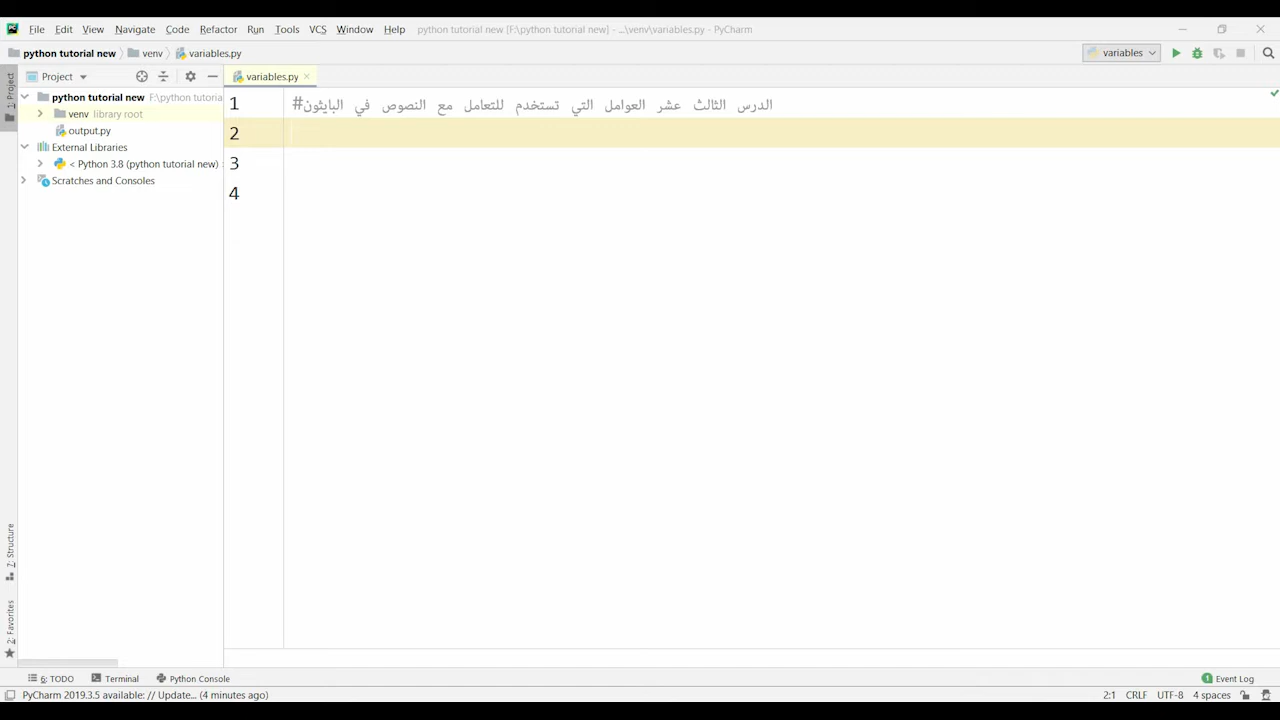 File Edit View Navigate Code Refactor Run Tools VCS Window Help python tutorial new [F:\python tutorial new] - ...\venv\variables.py - PyCharm
python tutorial new venv variables.py variables
1: Project
Project
variables.py
python tutorial new F:\python tutoria
venv library root
output.py
External Libraries
< Python 3.8 (python tutorial new)
Scratches and Consoles
1 #الدرس الثالث عشر العوامل التي تستخدم للتعامل مع النصوص في البايثون
2
3
4
7: Structure
2: Favorites
6: TODO Terminal Python Console 1 Event Log
PyCharm 2019.3.5 available: // Update... (4 minutes ago) 2:1 CRLF UTF-8 4 spaces